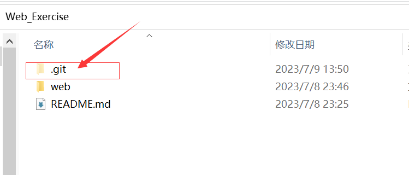 Web_Exercise
名称 修改日期
.git 2023/7/9 13:50
web 2023/7/8 23:46
README.md 2023/7/8 23:25